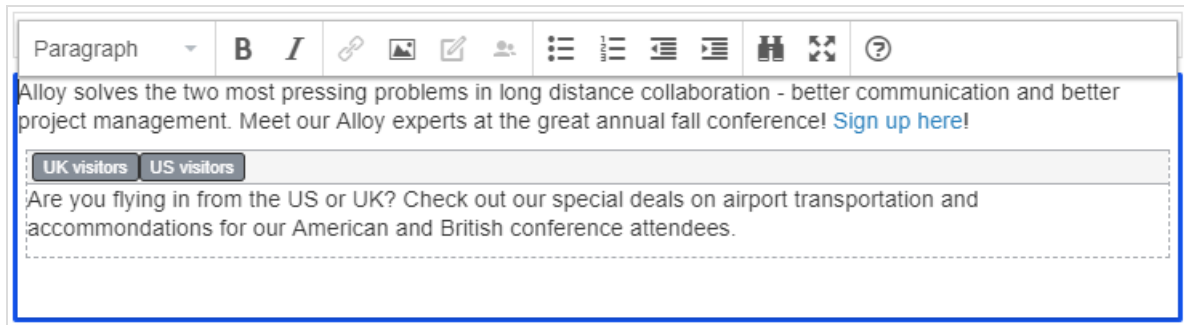 Paragraph B I
Alloy solves the two most pressing problems in long distance collaboration - better communication and better
project management. Meet our Alloy experts at the great annual fall conference! Sign up here!
UK visitors US visitors
Are you flying in from the US or UK? Check out our special deals on airport transportation and
accommondations for our American and British conference attendees.